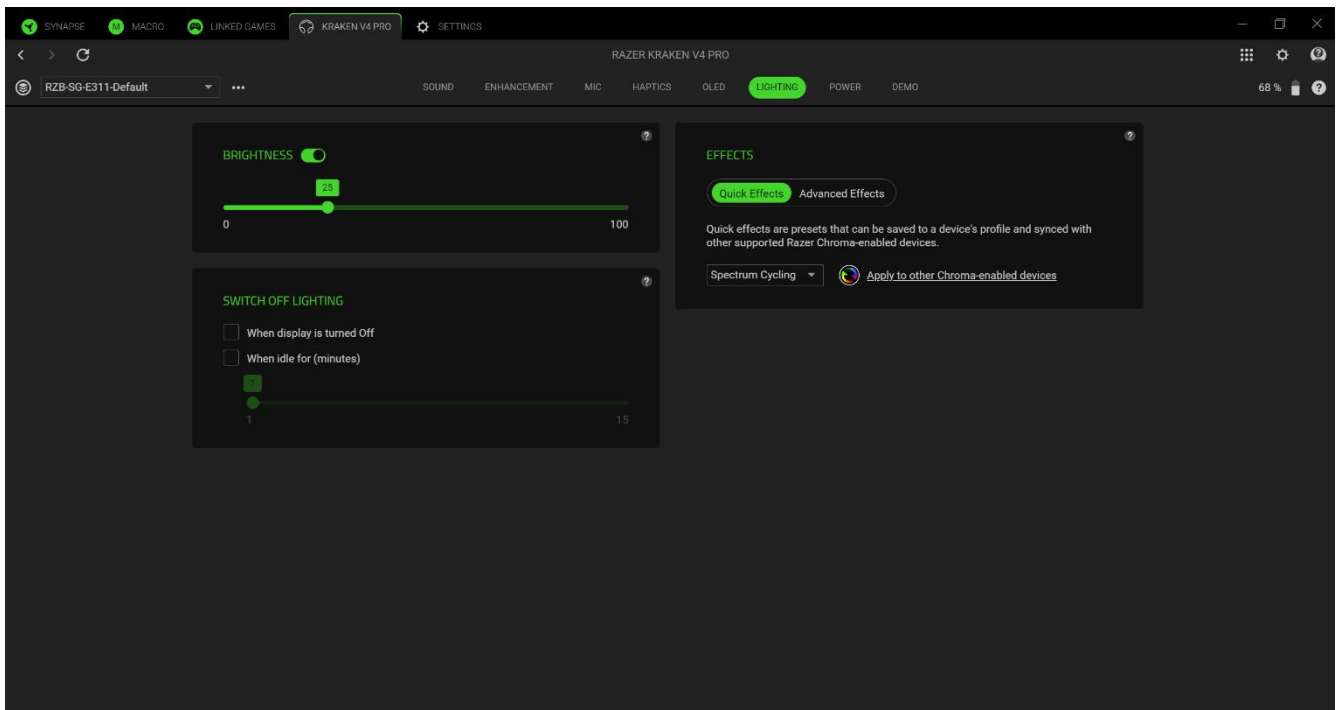 SYNAPSE MACRO LINKED GAMES KRAKEN V4 PRO SETTINGS
RAZER KRAKEN V4 PRO
RZB-SG-E311-Default
SOUND ENHANCEMENT MIC HAPTICS OLED LIGHTING POWER DEMO
68 %
BRIGHTNESS
25
0 100
SWITCH OFF LIGHTING
When display is turned Off
When idle for (minutes)
1
1 15
EFFECTS
Quick Effects Advanced Effects
Quick effects are presets that can be saved to a device's profile and synced with
other supported Razer Chroma-enabled devices.
Spectrum Cycling Apply to other Chroma-enabled devices